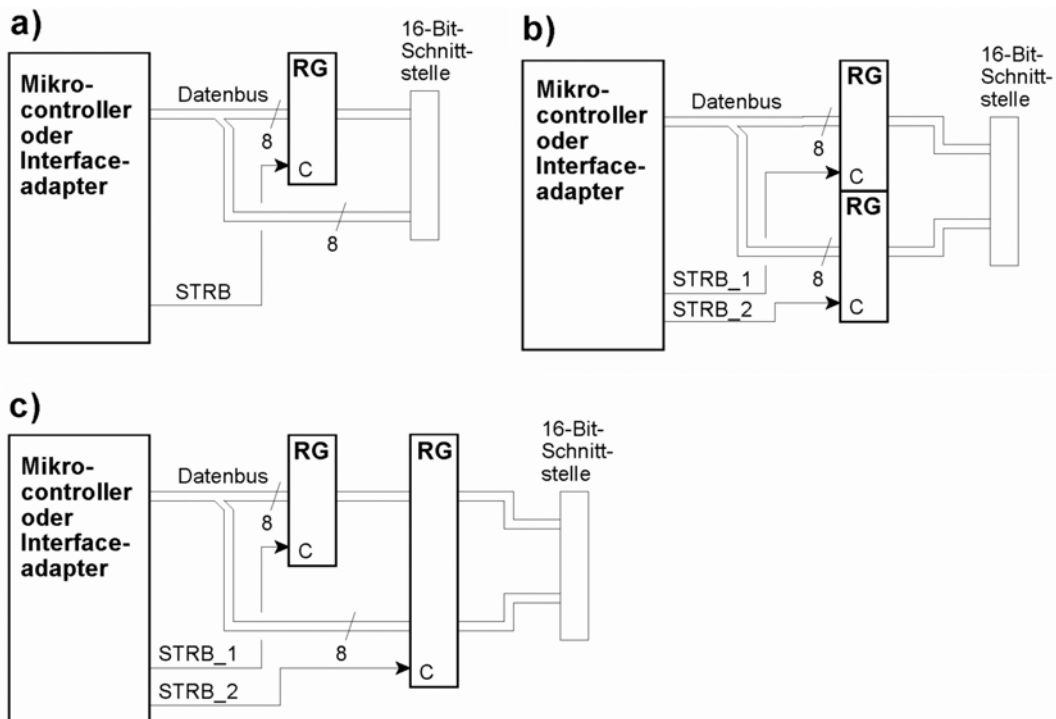 a)
Mikro-
controller
oder
Interface-
adapter
Datenbus
8
RG
C
16-Bit-
Schnitt-
stelle
8
STRB
b)
Mikro-
controller
oder
Interface-
adapter
Datenbus
8
RG
C
RG
8
C
16-Bit-
Schnitt-
stelle
STRB_1
STRB_2
c)
Mikro-
controller
oder
Interface-
adapter
Datenbus
8
RG
C
RG
C
16-Bit-
Schnitt-
stelle
8
STRB_1
STRB_2